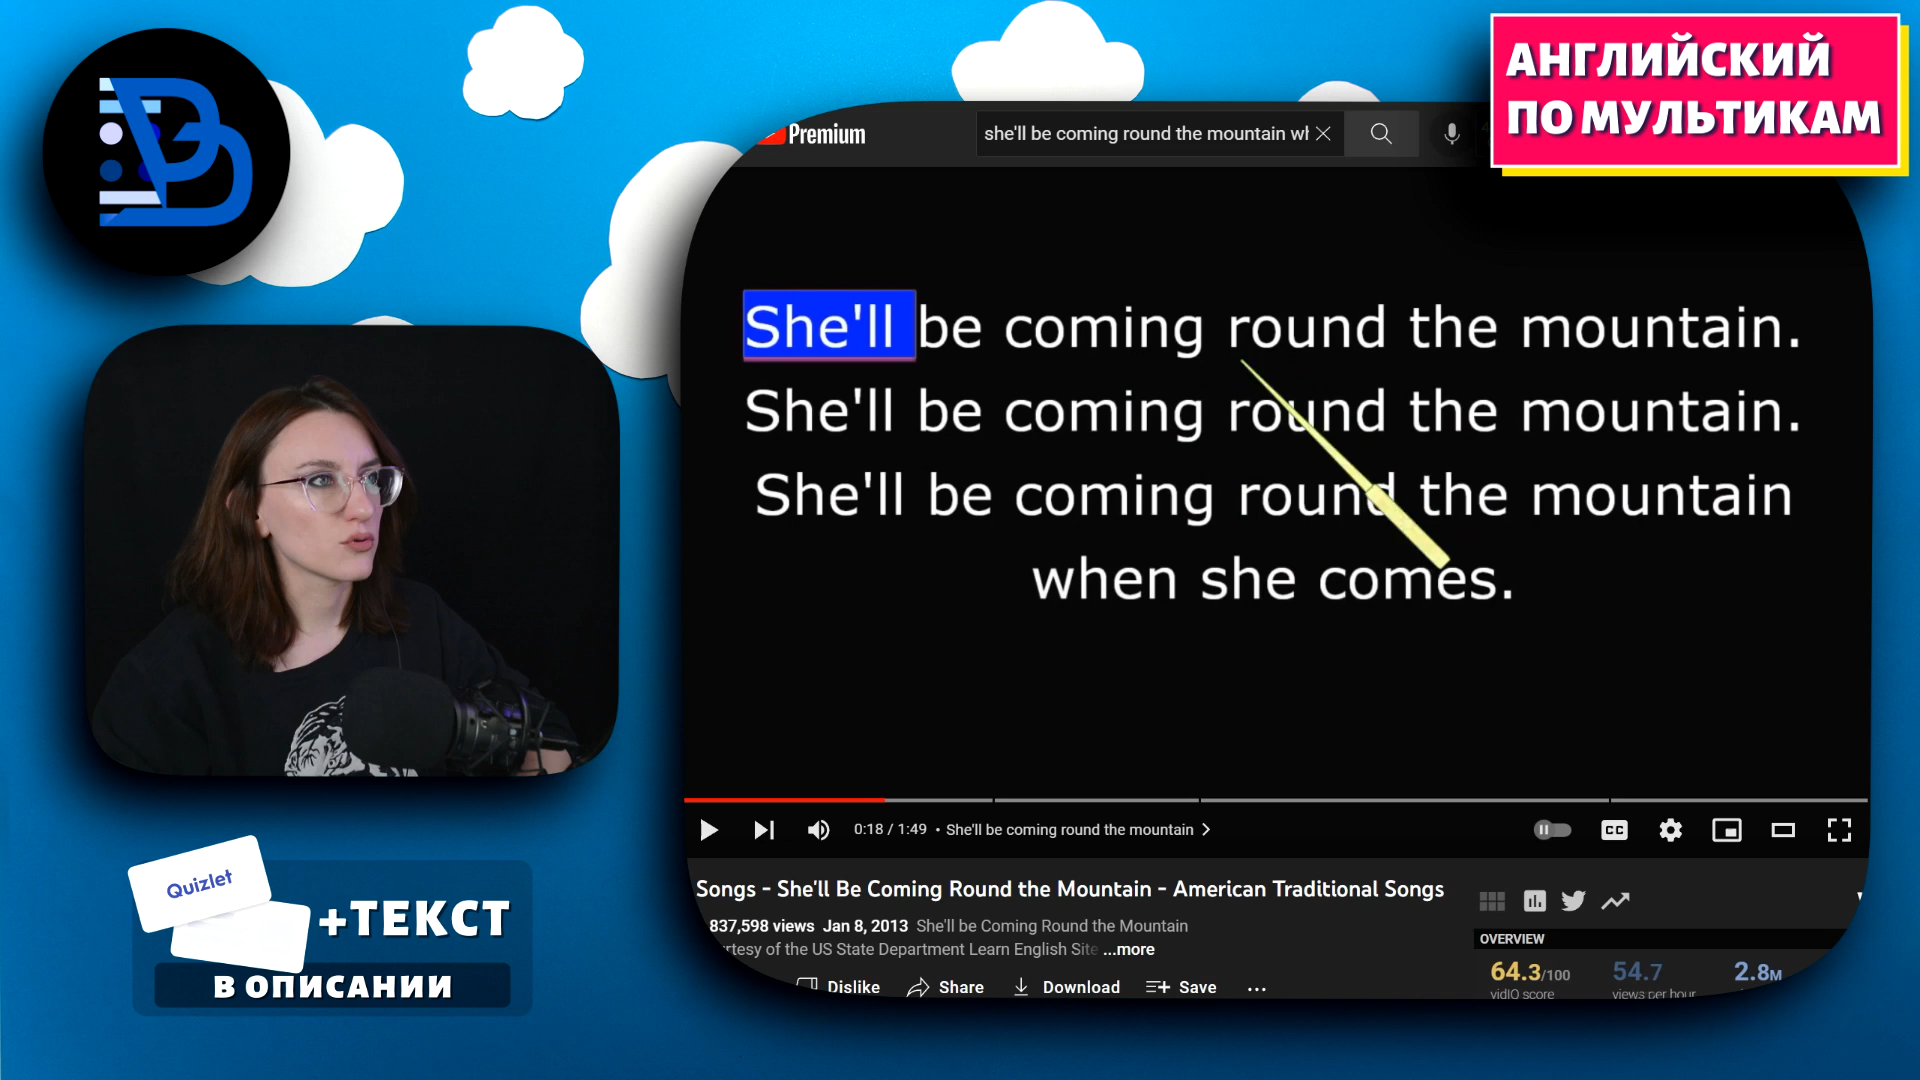 АНГЛИЙСКИЙ
ПО МУЛЬТИКАМ
Premium
she'll be coming round the mountain wh
She'll be coming round the mountain.
She'll be coming round the mountain.
She'll be coming round the mountain
when she comes.
0:18 / 1:49 • She'll be coming round the mountain
CC
Songs - She'll Be Coming Round the Mountain - American Traditional Songs
837,598 views Jan 8, 2013 She'll be Coming Round the Mountain
of the US State Department Learn English Site ...more
Dislike Share Download Save ...
OVERVIEW
64.3/100 54.7 2.8M
vidIQ score views per hour
Quizlet
+ТЕКСТ
В ОПИСАНИИ